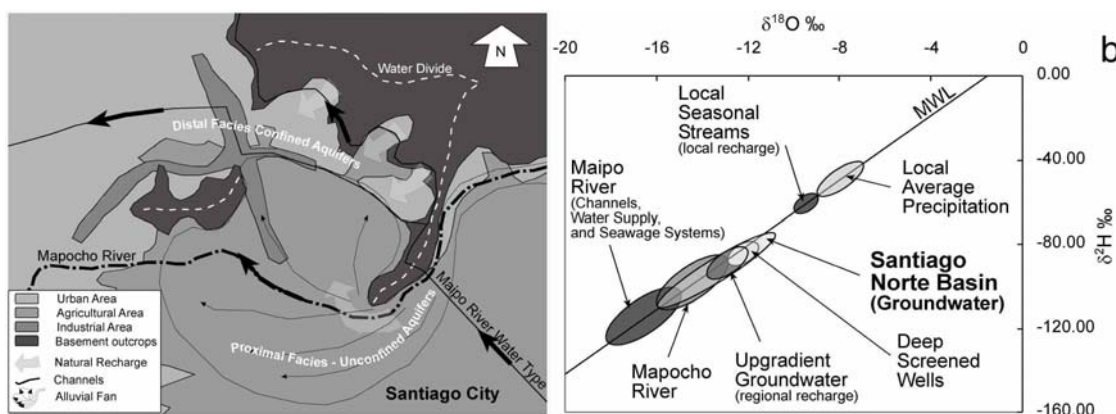 N
Water Divide
Distal Facies Confined Aquifers
Mapocho River
Proximal Facies - Unconfined Aquifers
Maipo River Water Type
Santiago City
Urban Area
Agricultural Area
Industrial Area
Basement outcrops
Natural Recharge
Channels
Alluvial Fan
b
δ18O ‰
-20
-16
-12
-8
-4
0
0.00
-40.00
-80.00
-120.00
-160.00
δ2H ‰
MWL
Local
Seasonal
Streams
(local recharge)
Maipo
River
(Channels,
Water Supply,
and Seawage Systems)
Local
Average
Precipitation
Santiago
Norte Basin
(Groundwater)
Deep
Screened
Wells
Upgradient
Groundwater
(regional recharge)
Mapocho
River